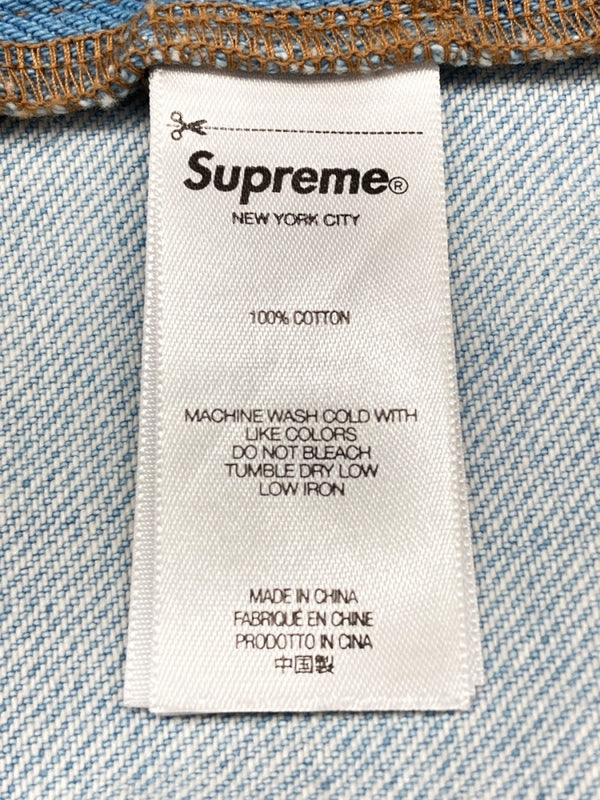 Supreme®
NEW YORK CITY
100% COTTON
MACHINE WASH COLD WITH
LIKE COLORS
DO NOT BLEACH
TUMBLE DRY LOW
LOW IRON
MADE IN CHINA
FABRIQUÉ EN CHINE
PRODOTTO IN CINA
中国製